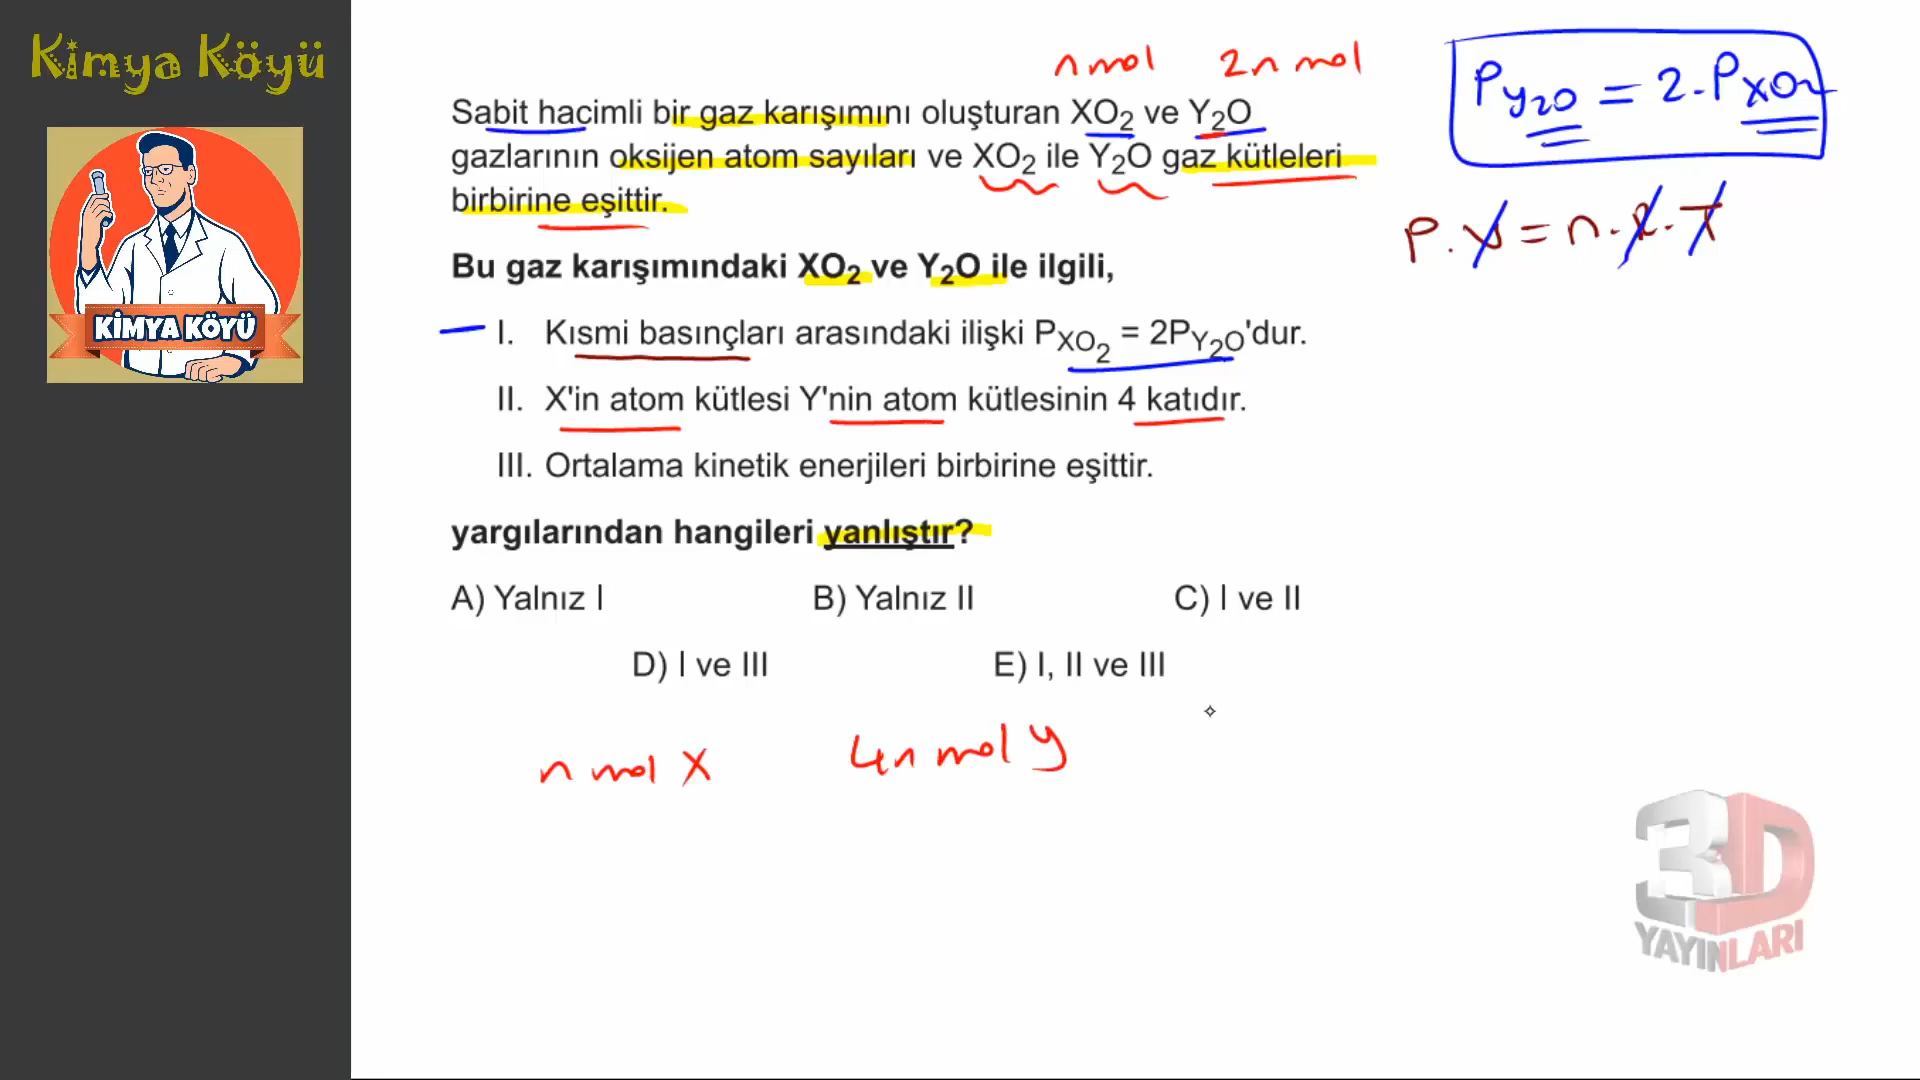 Kimya Köyü
KİMYA KÖYÜ
n mol 2n mol
Sabit hacimli bir gaz karışımını oluşturan XO₂ ve Y₂O
gazlarının oksijen atom sayıları ve XO₂ ile Y₂O gaz kütleleri
birbirine eşittir.
Bu gaz karışımındaki XO₂ ve Y₂O ile ilgili,
I. Kısmi basınçları arasındaki ilişki P_XO₂ = 2P_Y₂O'dur.
II. X'in atom kütlesi Y'nin atom kütlesinin 4 katıdır.
III. Ortalama kinetik enerjileri birbirine eşittir.
yargılarından hangileri yanlıştır?
A) Yalnız I B) Yalnız II C) I ve II
D) I ve III E) I, II ve III
n mol X 4n mol Y
P_Y₂O = 2.P_XO₂
P.V = n.R.T
3D
YAYINLARI